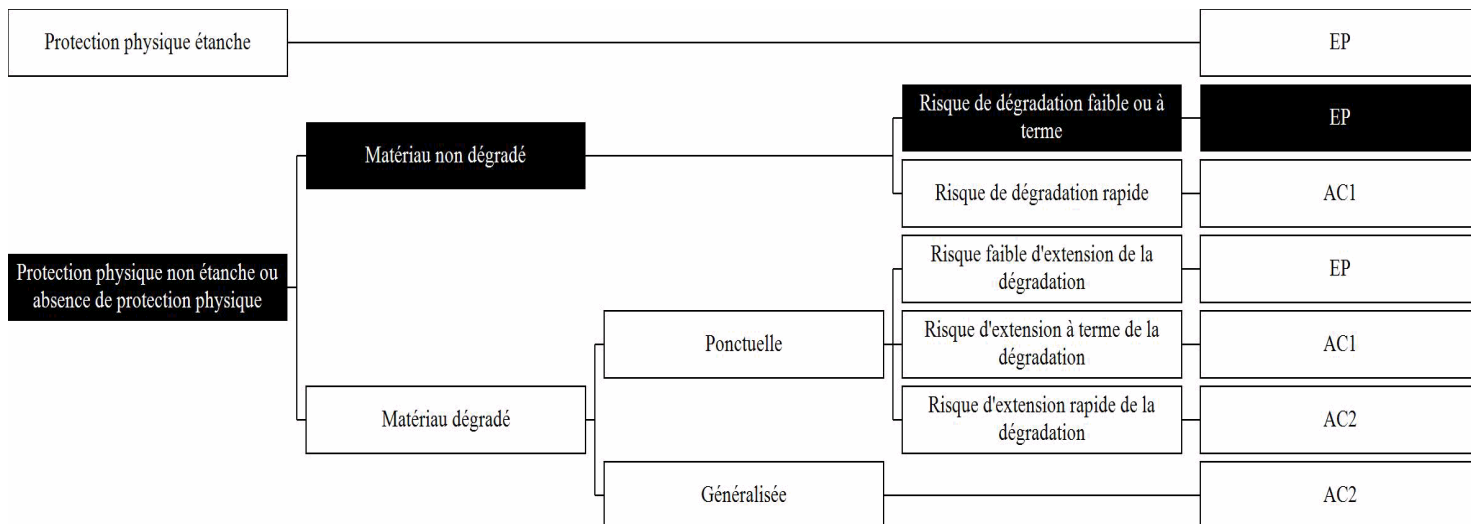 Protection physique étanche
EP
Risque de dégradation faible ou à
terme
EP
Matériau non dégradé
Risque de dégradation rapide
AC1
Protection physique non étanche ou
absence de protection physique
Risque faible d'extension de la
dégradation
EP
Ponctuelle
Risque d'extension à terme de la
dégradation
AC1
Matériau dégradé
Risque d'extension rapide de la
dégradation
AC2
Généralisée
AC2